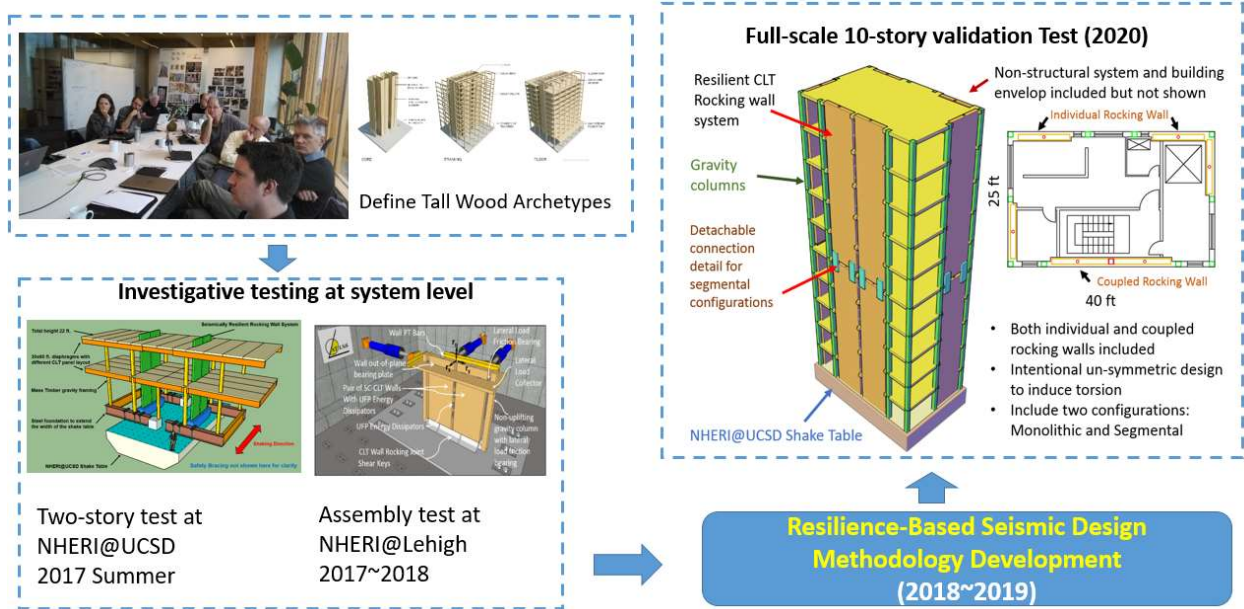 Define Tall Wood Archetypes
Investigative testing at system level
Total height 22 ft.
Seismically Resilient Rocking Wall System
diaphragms with
different CLT panel layout
Mass Timber gravity framing
Steel foundation to extend
the width of the shake table
Shaking Direction
NHERI@UCSD Shake Table
Safety Bracing not shown here for clarity
Wall PT Bars
Lateral Load
Friction Bearing
Wall out-of-plane
bearing plate
Lateral
Load
Collector
Pair of SC CLT Walls
With UFP Energy
Dissipators
UFP Energy Dissipators
Non-uplifting
gravity column
with lateral
load friction
bearing
CLT Wall Rocking Joint
Shear Keys
Two-story test at
NHERI@UCSD
2017 Summer
Assembly test at
NHERI@Lehigh
2017~2018
Resilience-Based Seismic Design
Methodology Development
(2018~2019)
Full-scale 10-story validation Test (2020)
Resilient CLT
Rocking wall
system
Non-structural system and building
envelop included but not shown
Individual Rocking Wall
Gravity
columns
25 ft
Detachable
connection
detail for
segmental
configurations
Coupled Rocking Wall
40 ft
NHERI@UCSD Shake Table
• Both individual and coupled
rocking walls included
• Intentional un-symmetric design
to induce torsion
• Include two configurations:
Monolithic and Segmental